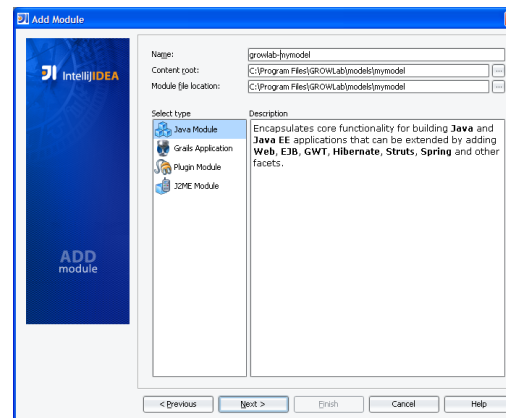 Add Module
IntelliJIDEA
ADD
module
Name:
growlab-mymodel
Content root:
C:\Program Files\GROWLab\models\mymodel
...
Module file location:
C:\Program Files\GROWLab\models\mymodel
...
Select type
Java Module
Grails Application
Plugin Module
J2ME Module
Description
Encapsulates core functionality for building Java and
Java EE applications that can be extended by adding
Web, EJB, GWT, Hibernate, Struts, Spring and other
facets.
< Previous
Next >
Finish
Cancel
Help